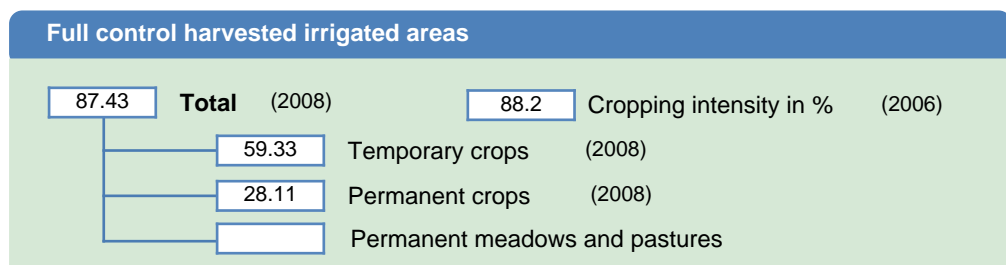 Full control harvested irrigated areas
87.43 Total (2008) 88.2 Cropping intensity in % (2006)
59.33 Temporary crops (2008)
28.11 Permanent crops (2008)
Permanent meadows and pastures